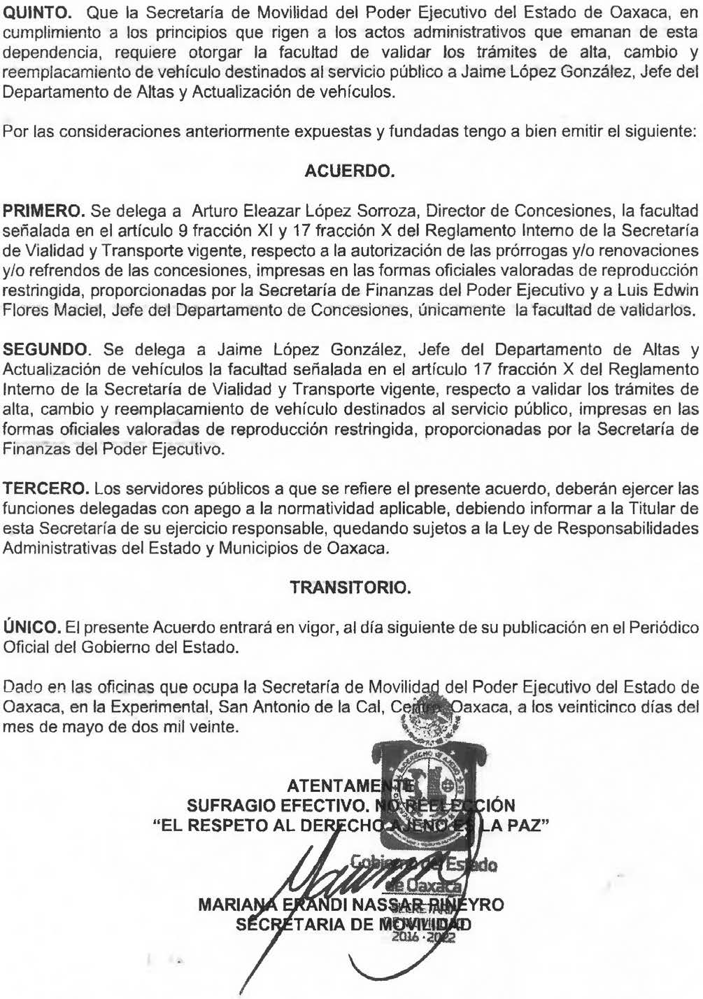 QUINTO. Que la Secretaría de Movilidad del Poder Ejecutivo del Estado de Oaxaca, en
cumplimiento a los principios que rigen a los actos administrativos que emanan de esta
dependencia, requiere otorgar la facultad de validar los trámites de alta, cambio y
reemplacamiento de vehículo destinados al servicio público a Jaime López González, Jefe del
Departamento de Altas y Actualización de vehículos.
Por las consideraciones anteriormente expuestas y fundadas tengo a bien emitir el siguiente:
ACUERDO.
PRIMERO. Se delega a Arturo Eleazar López Sorroza, Director de Concesiones, la facultad
señalada en el artículo 9 fracción XI y 17 fracción X del Reglamento Interno de la Secretaría
de Vialidad y Transporte vigente, respecto a la autorización de las prórrogas y/o renovaciones
y/o refrendos de las concesiones, impresas en las formas oficiales valoradas de reproducción
restringida, proporcionadas por la Secretaría de Finanzas del Poder Ejecutivo y a Luis Edwin
Flores Maciel, Jefe del Departamento de Concesiones, únicamente la facultad de validarlos.
SEGUNDO. Se delega a Jaime López González, Jefe del Departamento de Altas y
Actualización de vehículos la facultad señalada en el artículo 17 fracción X del Reglamento
Interno de la Secretaría de Vialidad y Transporte vigente, respecto a validar los trámites de
alta, cambio y reemplacamiento de vehículo destinados al servicio público, impresas en las
formas oficiales valoradas de reproducción restringida, proporcionadas por la Secretaría de
Finanzas del Poder Ejecutivo.
TERCERO. Los servidores públicos a que se refiere el presente acuerdo, deberán ejercer las
funciones delegadas con apego a la normatividad aplicable, debiendo informar a la Titular de
esta Secretaría de su ejercicio responsable, quedando sujetos a la Ley de Responsabilidades
Administrativas del Estado y Municipios de Oaxaca.
TRANSITORIO.
ÚNICO. El presente Acuerdo entrará en vigor, al día siguiente de su publicación en el Periódico
Oficial del Gobierno del Estado.
Dado en las oficinas que ocupa la Secretaría de Movilidad del Poder Ejecutivo del Estado de
Oaxaca, en la Experimental, San Antonio de la Cal, Centro, Oaxaca, a los veinticinco días del
mes de mayo de dos mil veinte.
ATENTAMENTE
SUFRAGIO EFECTIVO. NO REELECCIÓN
“EL RESPETO AL DERECHO AJENO ES LA PAZ”
Gobierno del Estado
de Oaxaca
MARIANA ERANDI NASSAR PIÑEYRO
SECRETARIA DE MOVILIDAD
2016 - 2022